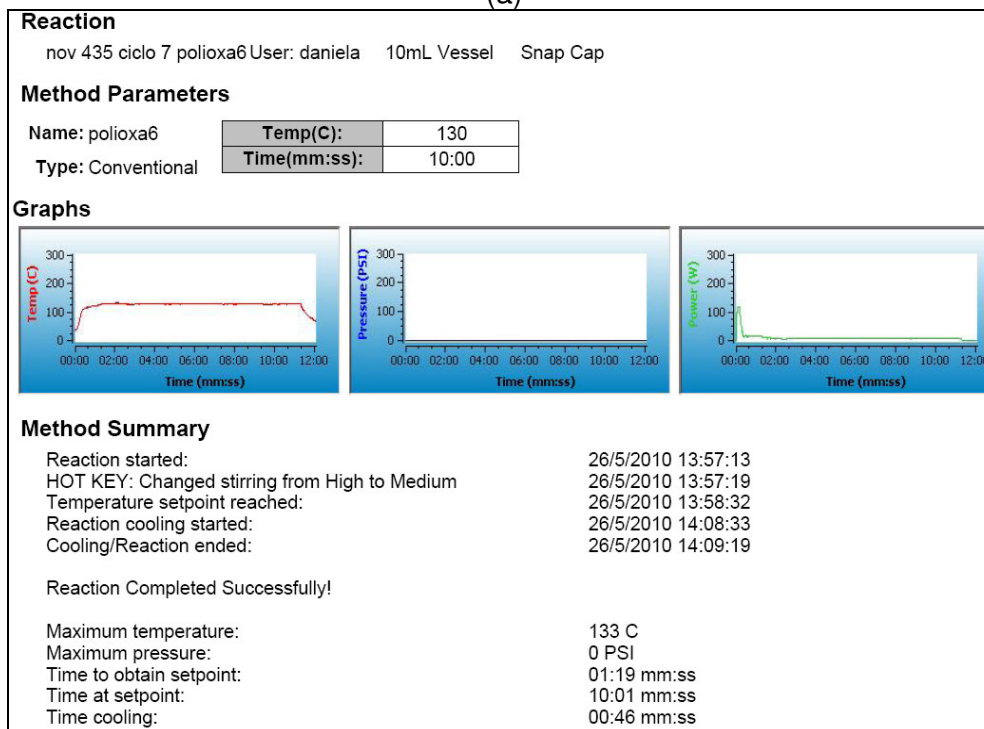 (a)
Reaction
nov 435 ciclo 7 polioxa6 User: daniela 10mL Vessel Snap Cap
Method Parameters
Name: polioxa6 Temp(C): 130
Type: Conventional Time(mm:ss): 10:00
Graphs
Temp (C)
300
200
100
0
00:00 02:00 04:00 06:00 08:00 10:00 12:00
Time (mm:ss)
Pressure (PSI)
300
200
100
0
00:00 02:00 04:00 06:00 08:00 10:00 12:00
Time (mm:ss)
Power (W)
300
200
100
0
00:00 02:00 04:00 06:00 08:00 10:00 12:00
Time (mm:ss)
Method Summary
Reaction started: 26/5/2010 13:57:13
HOT KEY: Changed stirring from High to Medium 26/5/2010 13:57:19
Temperature setpoint reached: 26/5/2010 13:58:32
Reaction cooling started: 26/5/2010 14:08:33
Cooling/Reaction ended: 26/5/2010 14:09:19
Reaction Completed Successfully!
Maximum temperature: 133 C
Maximum pressure: 0 PSI
Time to obtain setpoint: 01:19 mm:ss
Time at setpoint: 10:01 mm:ss
Time cooling: 00:46 mm:ss